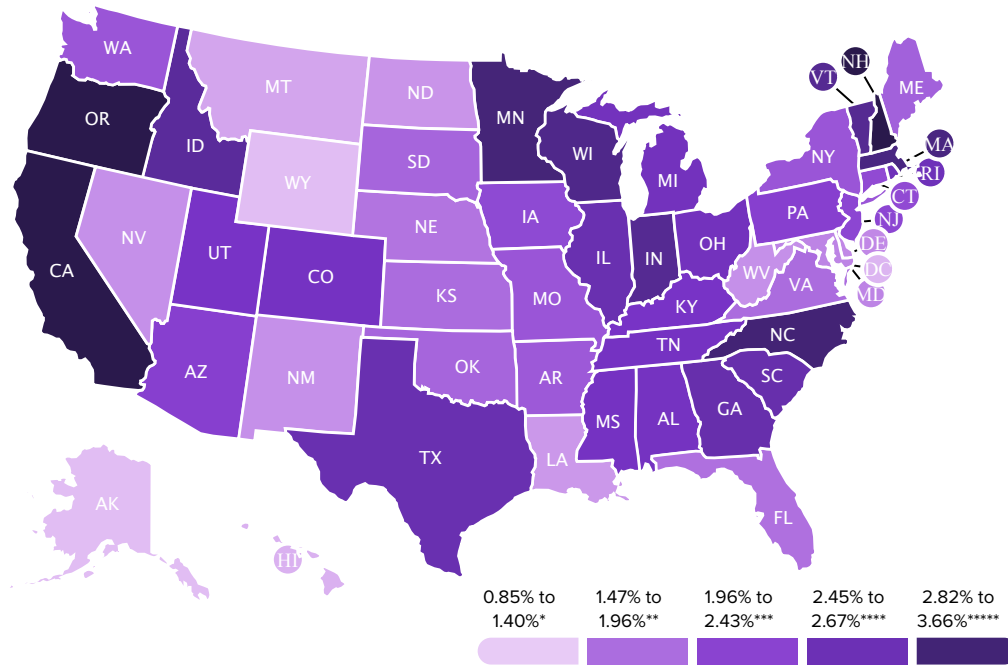 WA
MT
ND
MN
VT
NH
ME
OR
ID
SD
WI
MI
NY
MA
RI
CT
NJ
WY
NE
IA
PA
DE
DC
MD
NV
UT
CO
KS
MO
IL
IN
OH
WV
VA
KY
CA
AZ
NM
OK
AR
TN
NC
SC
MS
AL
GA
TX
LA
FL
AK
HI
0.85% to
1.40%*
1.47% to
1.96%**
1.96% to
2.43%***
2.45% to
2.67%****
2.82% to
3.66%*****